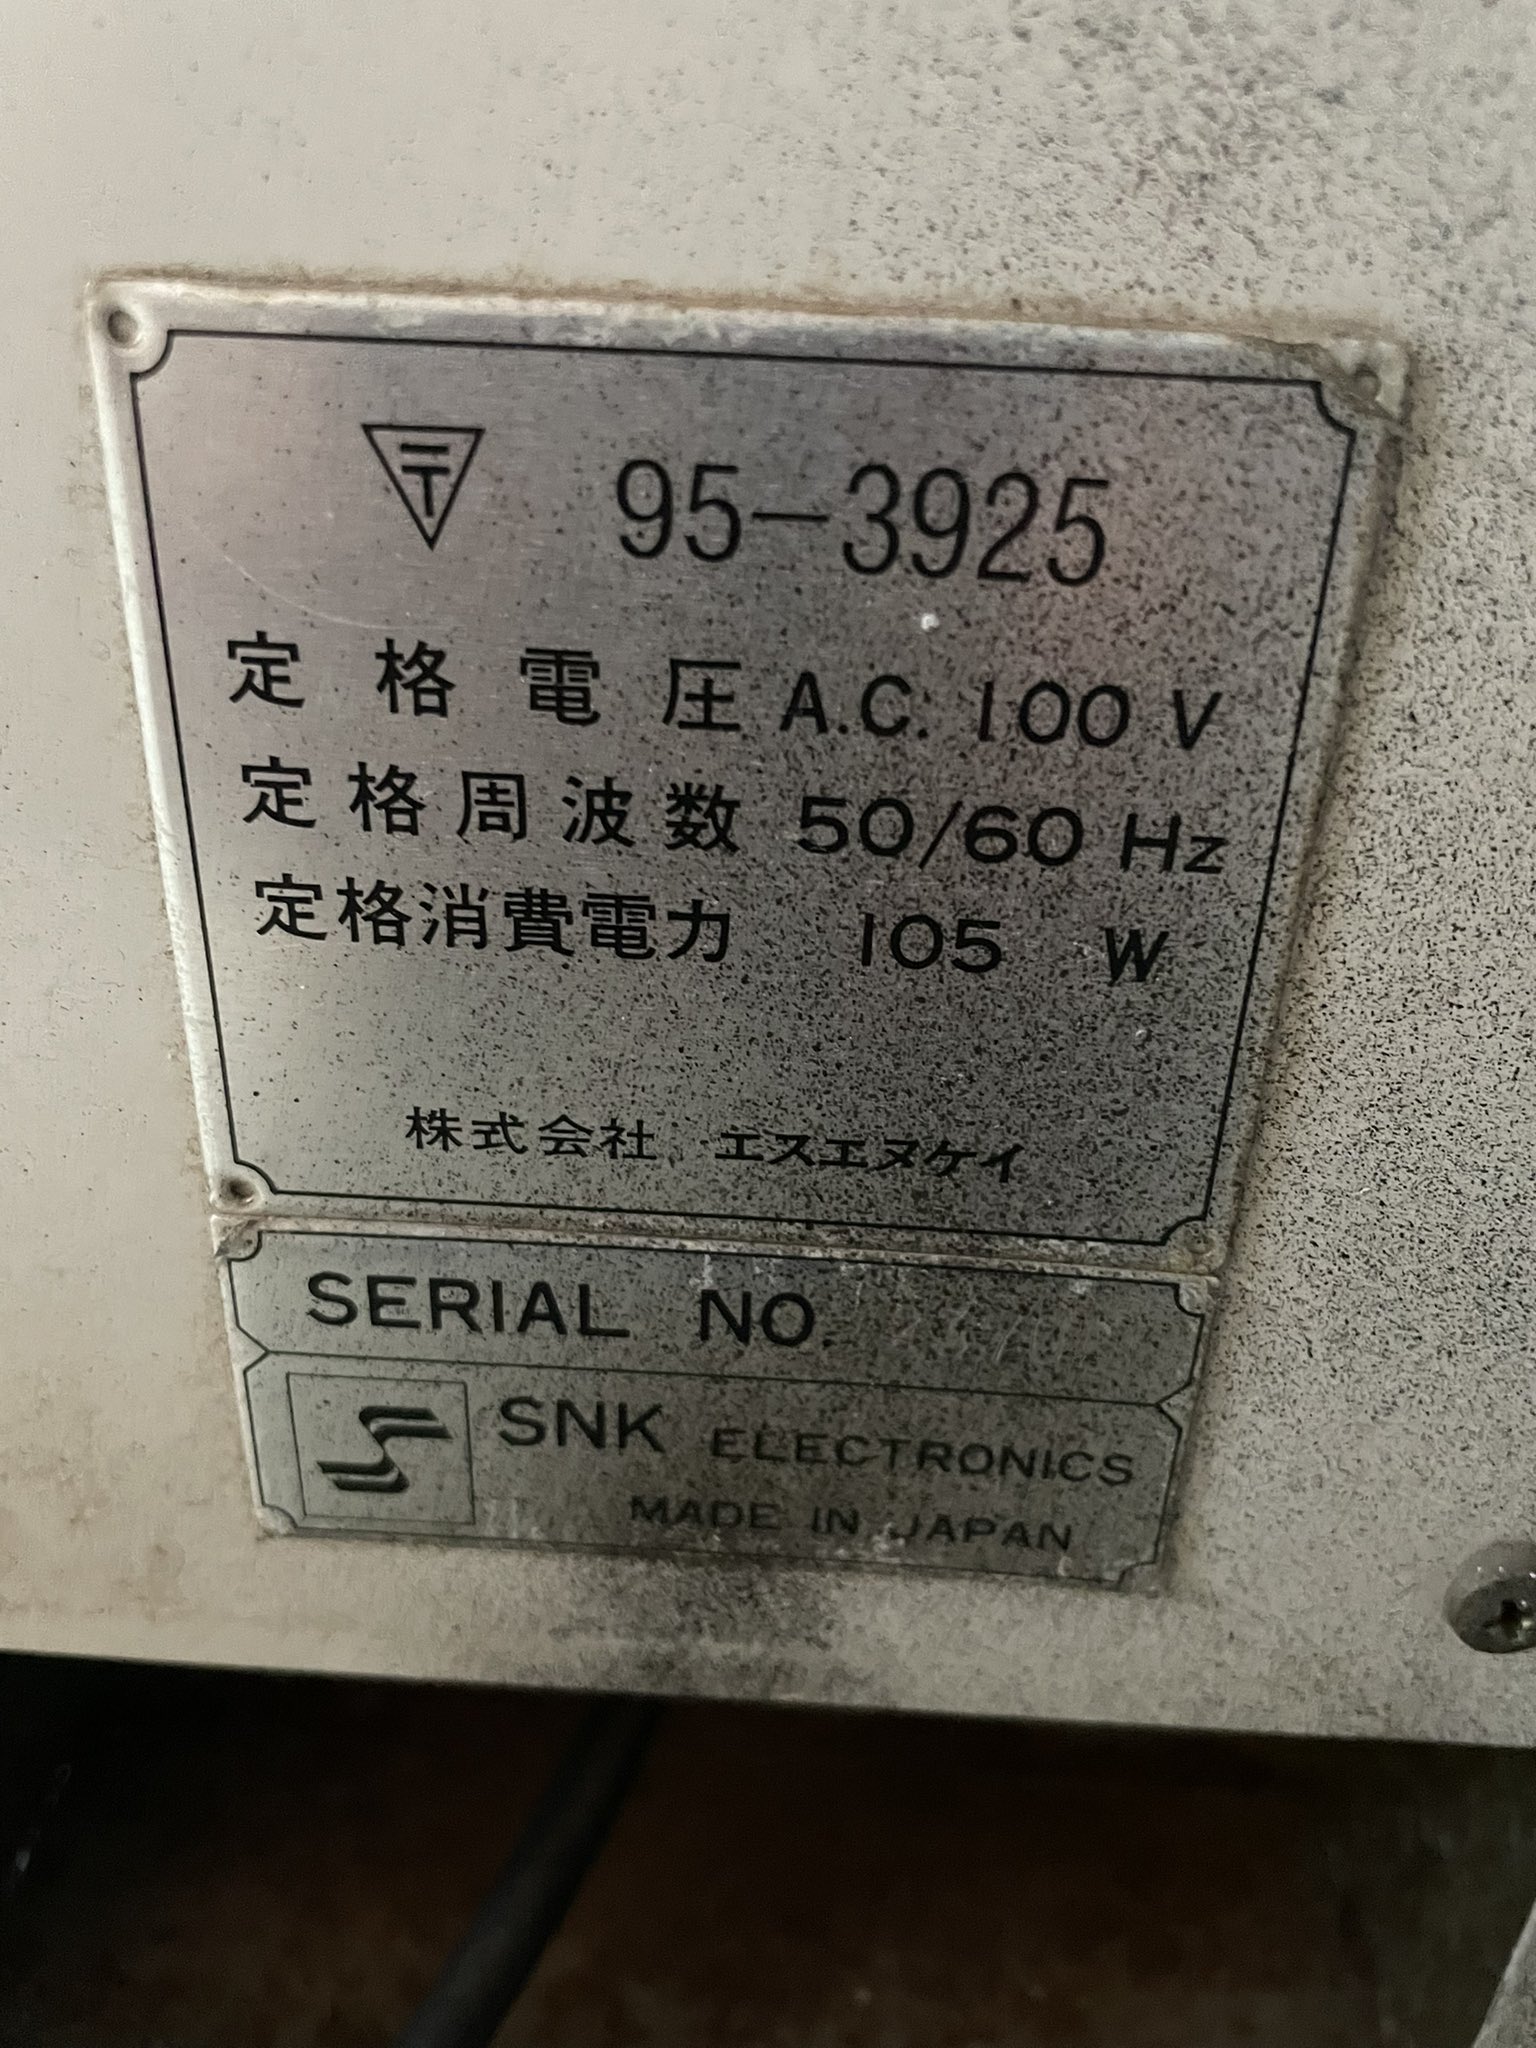 〒 95-3925
定格電圧 A.C. 100 V
定格周波数 50/60 Hz
定格消費電力 105 W
株式会社 エスエヌケイ
SERIAL NO.
SNK ELECTRONICS
MADE IN JAPAN